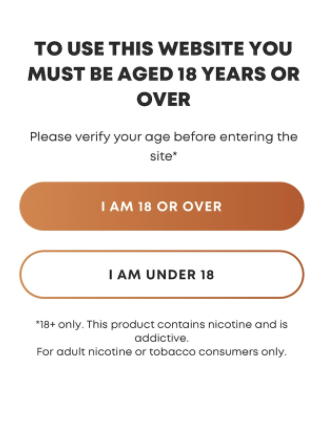 TO USE THIS WEBSITE YOU
MUST BE AGED 18 YEARS OR
OVER
Please verify your age before entering the
site*
I AM 18 OR OVER
I AM UNDER 18
*18+ only. This product contains nicotine and is
addictive.
For adult nicotine or tobacco consumers only.